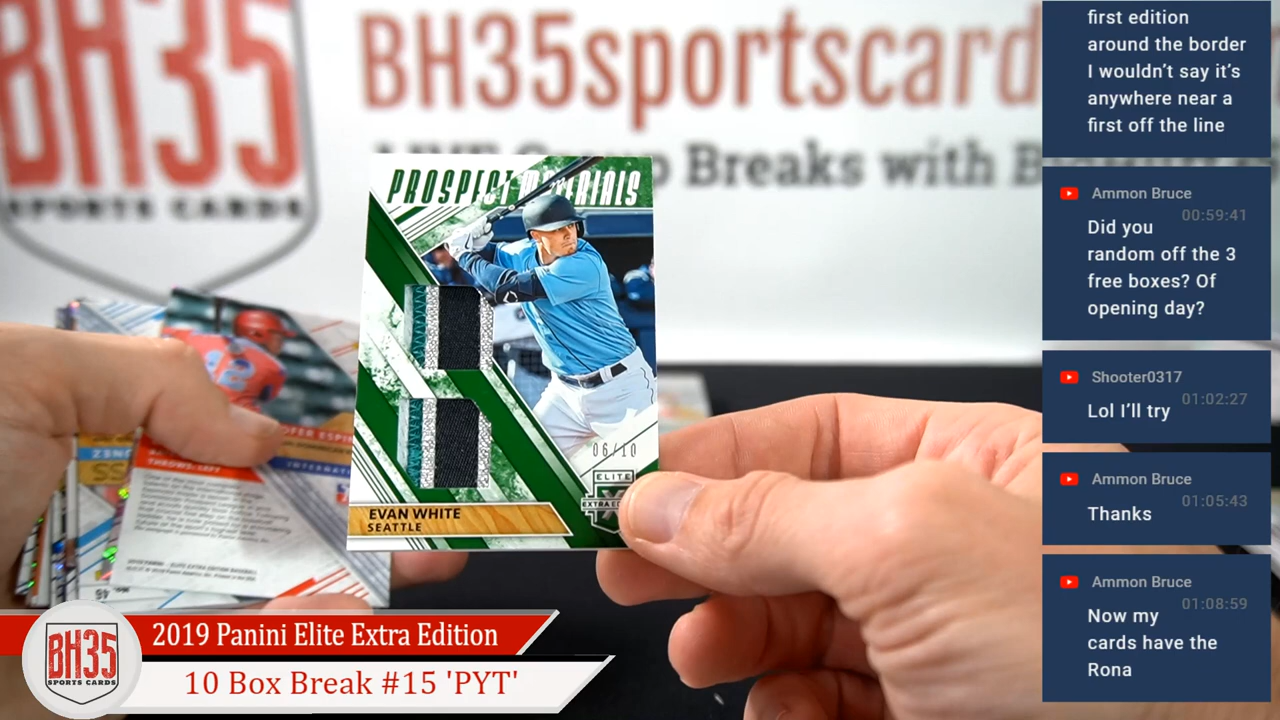 BH35
SPORTS CARDS
BH35sportscard
Breaks with
PROSPECT MATERIALS
06/10
ELITE
EXTRA
EVAN WHITE
SEATTLE
THROWS: LEFT
INTERNATI
BH35
SPORTS CARDS
2019 Panini Elite Extra Edition
10 Box Break #15 'PYT'
first edition
around the border
I wouldn't say it's
anywhere near a
first off the line
Ammon Bruce
00:59:41
Did you
random off the 3
free boxes? Of
opening day?
Shooter0317
01:02:27
Lol I'll try
Ammon Bruce
01:05:43
Thanks
Ammon Bruce
01:08:59
Now my
cards have the
Rona